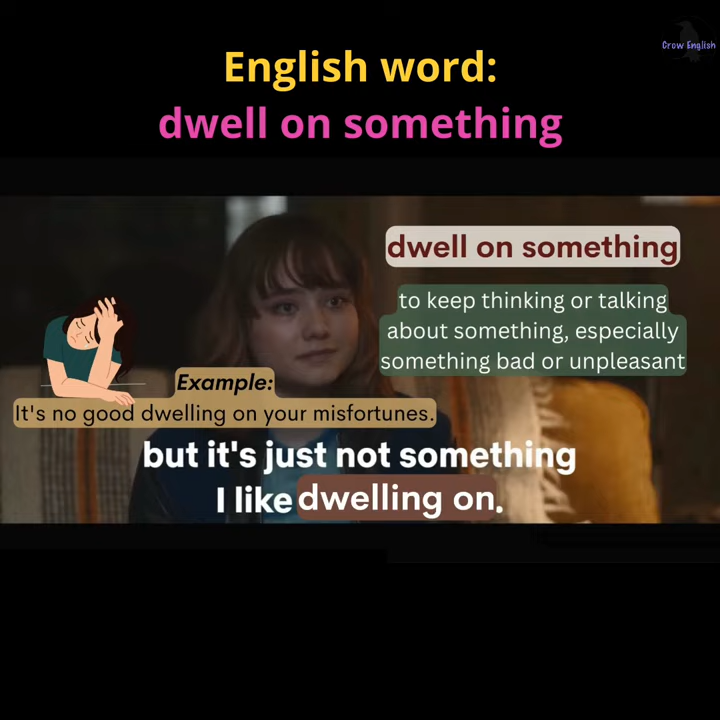 Crow English
English word:
dwell on something
dwell on something
to keep thinking or talking
about something, especially
something bad or unpleasant
Example:
It's no good dwelling on your misfortunes.
but it's just not something
I like dwelling on.